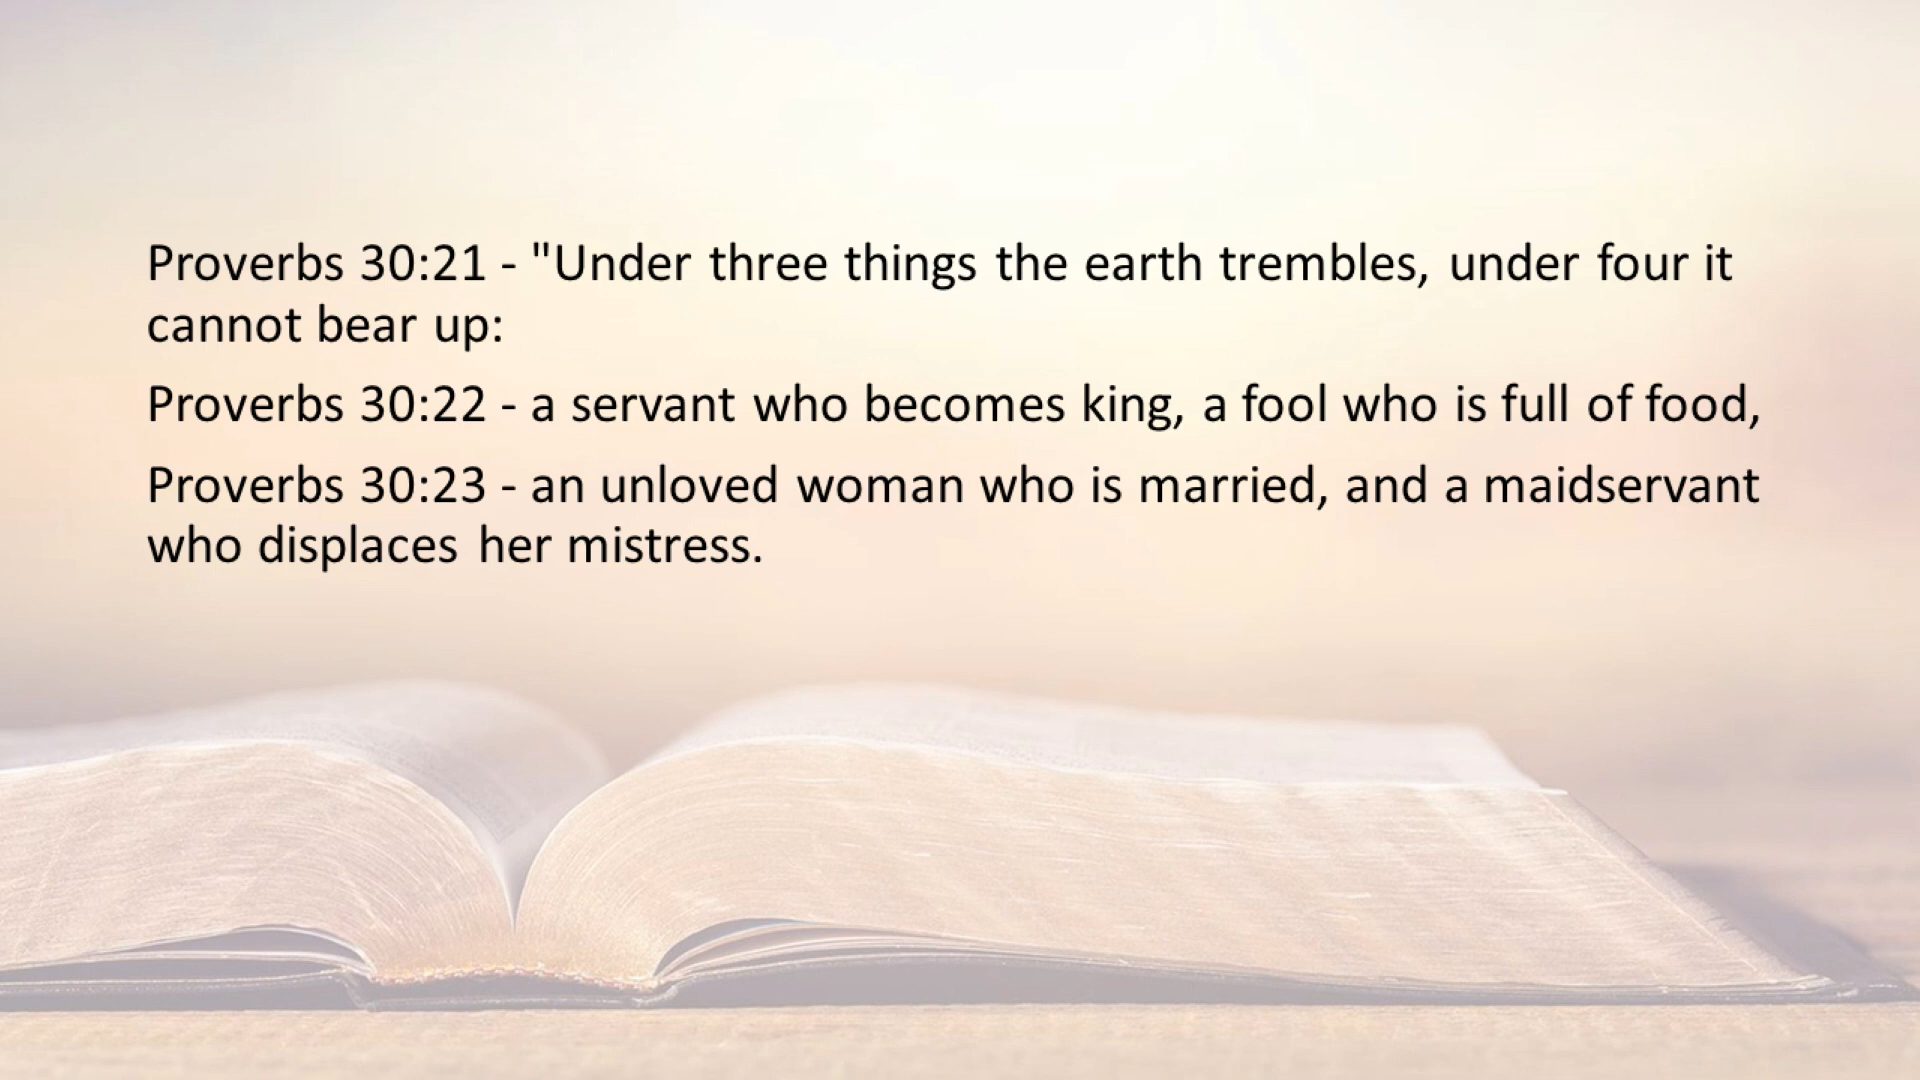 Proverbs 30:21 - "Under three things the earth trembles, under four it
cannot bear up:
Proverbs 30:22 - a servant who becomes king, a fool who is full of food,
Proverbs 30:23 - an unloved woman who is married, and a maidservant
who displaces her mistress.